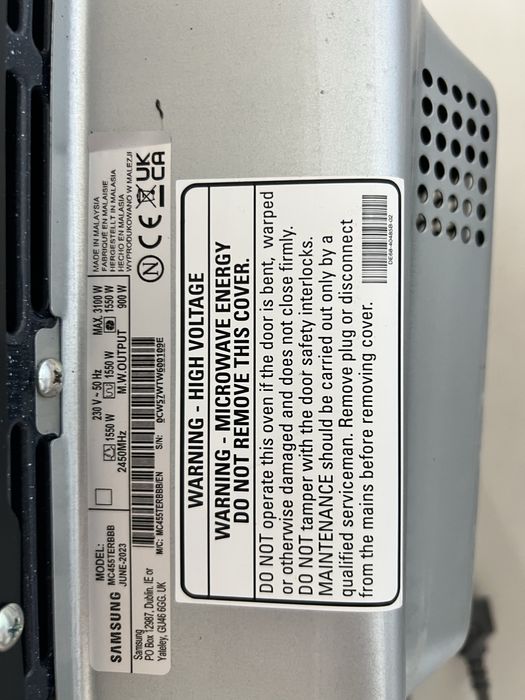 SAMSUNG
MODEL:
MC455TERBBB
JUNE-2023
230 V ~ 50 Hz
MAX. 3100 W
1550 W
1550 W
1550 W
2450MHz
M.W.OUTPUT
900 W
MADE IN MALAYSIA
FABRIQUÉ EN MALAISIE
HERGESTELLT IN MALAYSIA
HECHO EN MALASIA
WYPRODUKOWANO W MALEZJI
Samsung
PO Box 12987, Dublin. IE or
Yateley, GU46 6GG. UK
M/C: MC455TERBBB/EN
S/N:
N
CE
UK
CA
WARNING - HIGH VOLTAGE
WARNING - MICROWAVE ENERGY
DO NOT REMOVE THIS COVER.
DO NOT operate this oven if the door is bent, warped
or otherwise damaged and does not close firmly.
DO NOT tamper with the door safety interlocks.
MAINTENANCE should be carried out only by a
qualified serviceman. Remove plug or disconnect
from the mains before removing cover.